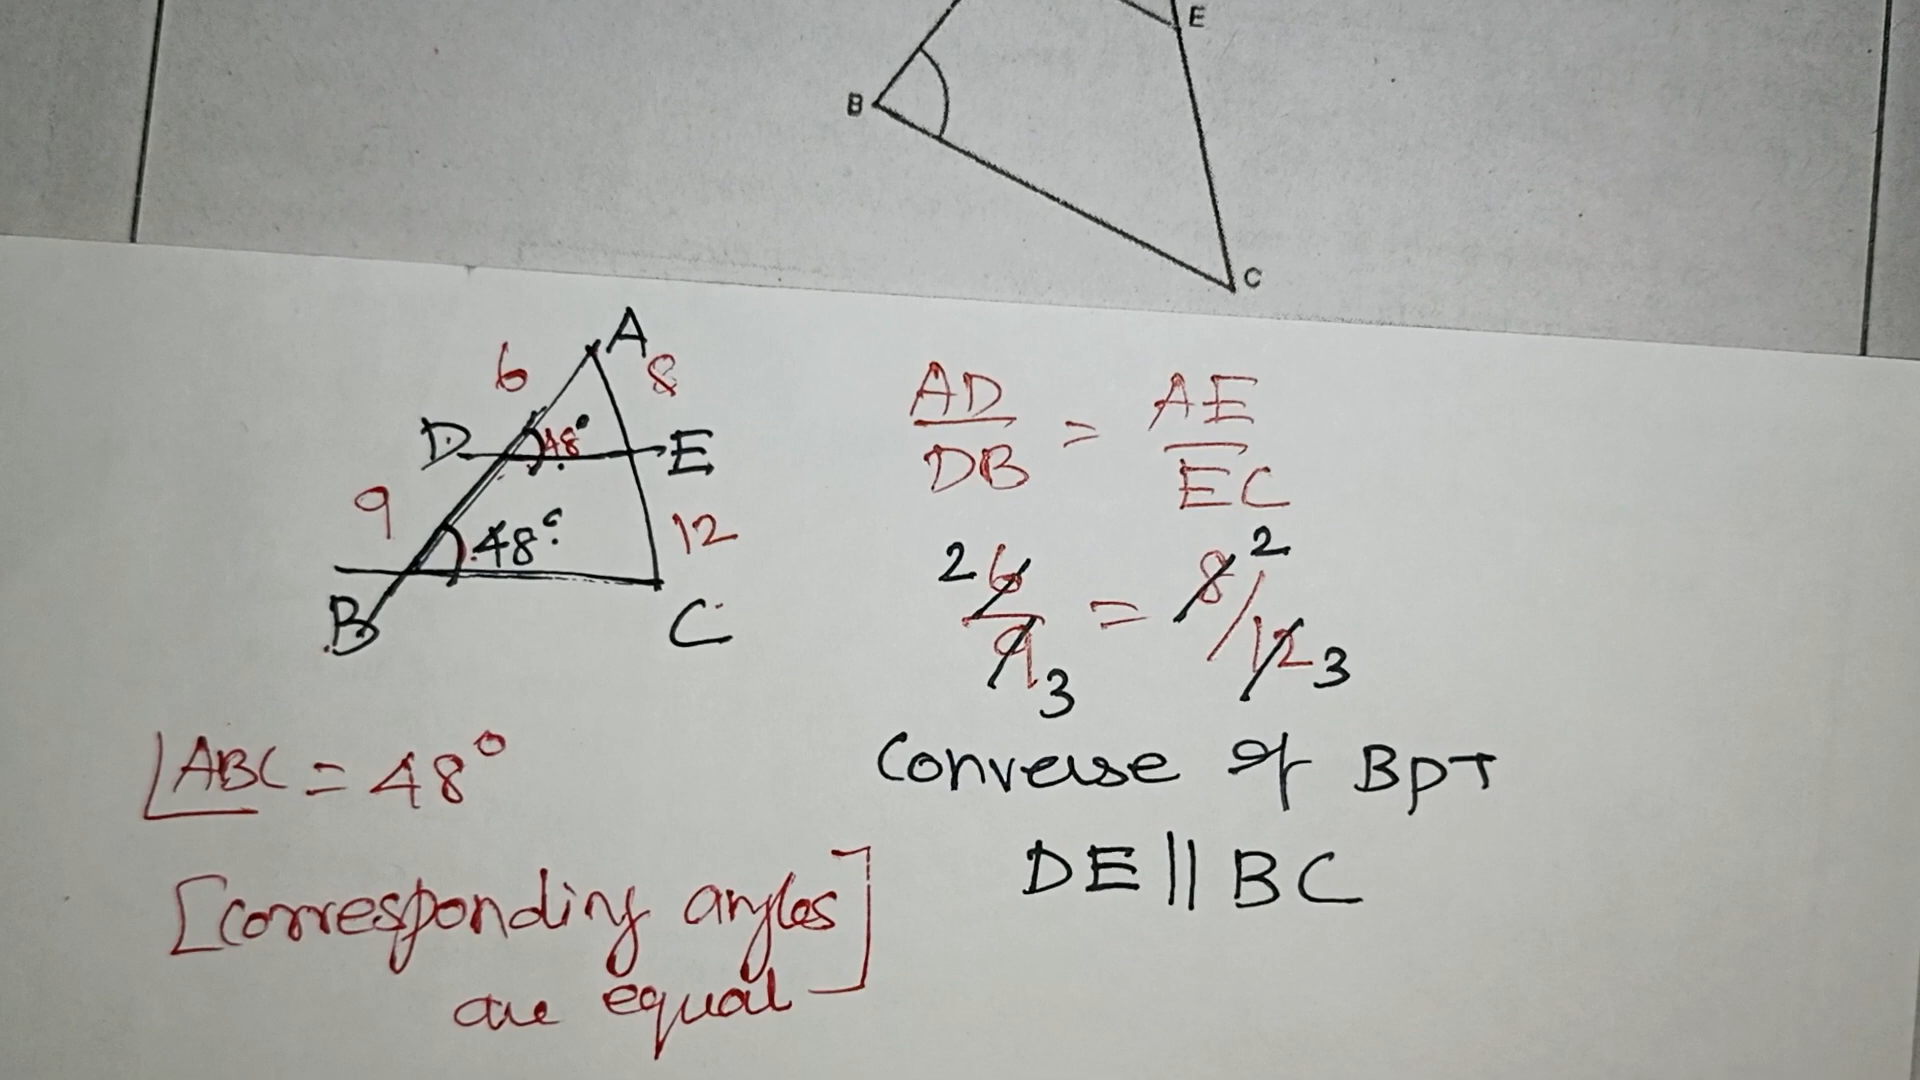 E
B
C
A
6
8
D
48°
E
9
48°
12
B
C
AD/DB = AE/EC
2 6/9 3 = 8 2/12 3
∠ABC = 48°
Converse of BPT
DE || BC
[corresponding angles
are equal]